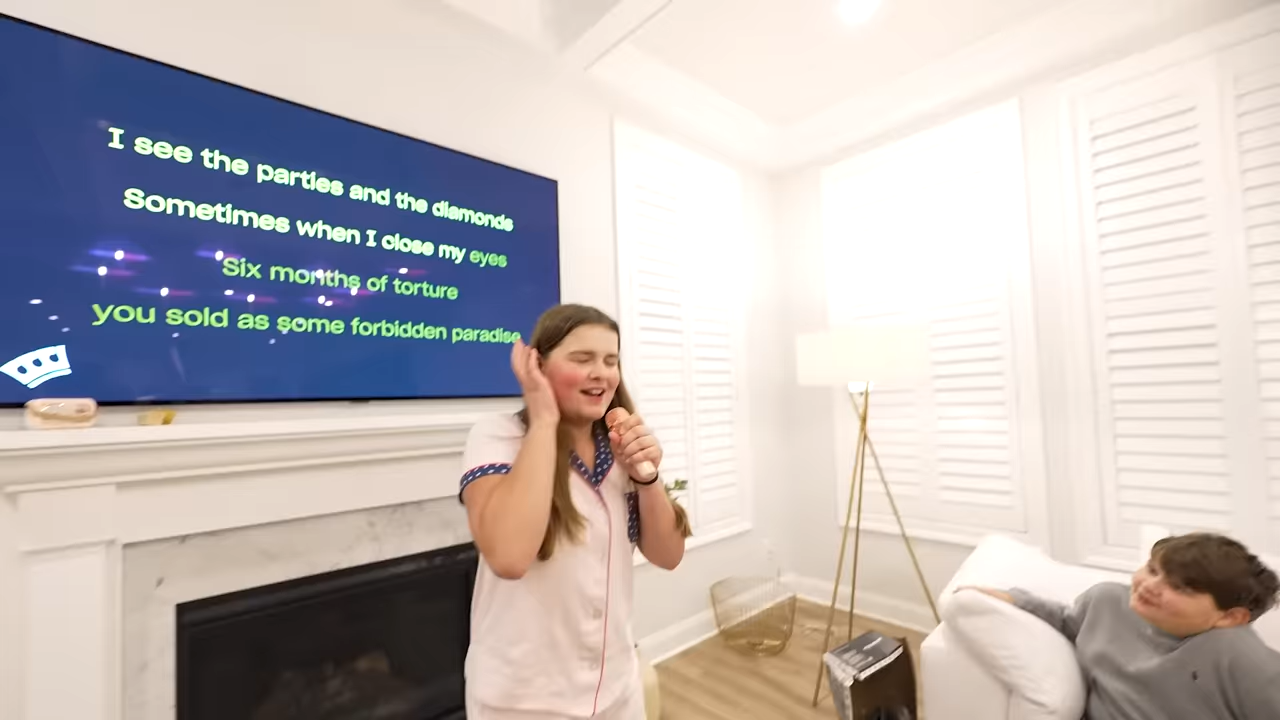 I see the parties and the diamonds
Sometimes when I close my eyes
Six months of torture
you sold as some forbidden paradise